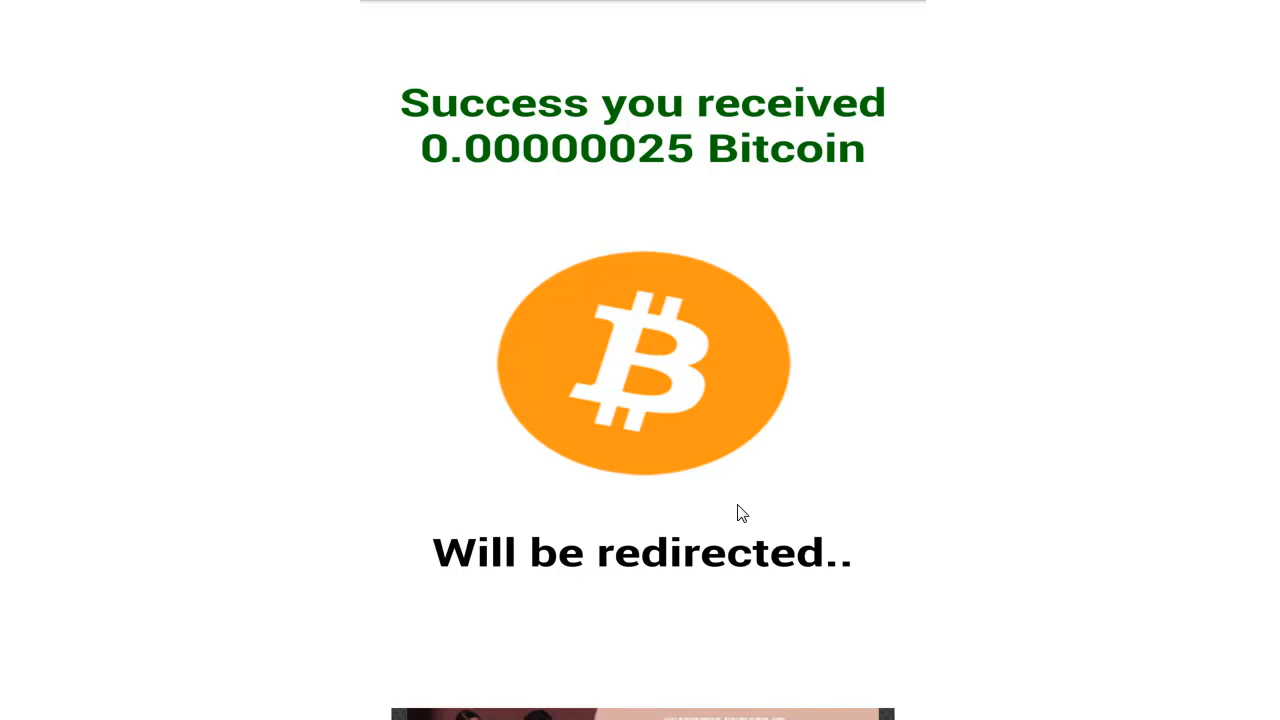 Success you received
0.00000025 Bitcoin
Will be redirected..